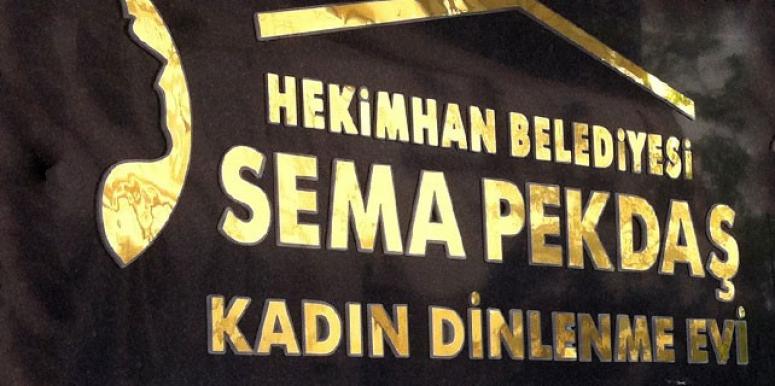 HEKİMHAN BELEDİYESİ
SEMA PEKDAŞ
KADIN DİNLENME EVİ